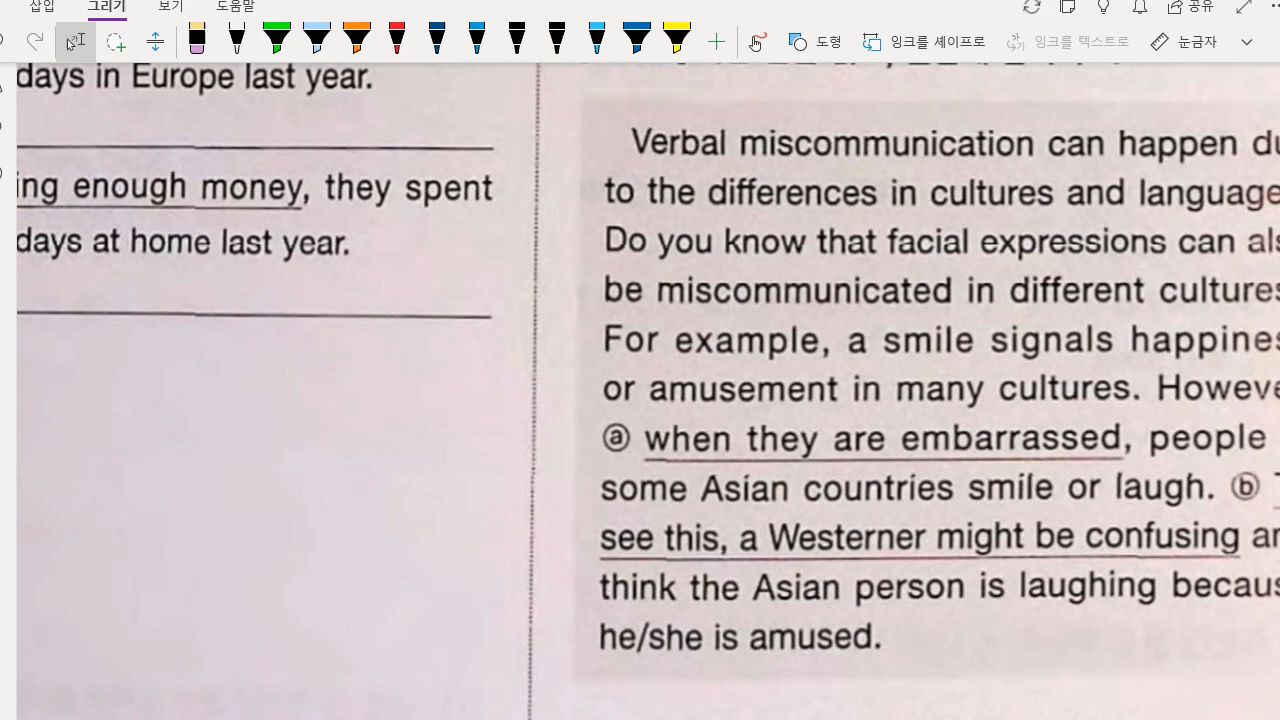 삽입 그리기 보기 도움말
공유
도형 잉크를 셰이프로 잉크를 텍스트로 눈금자
days in Europe last year.
ing enough money, they spent
days at home last year.
Verbal miscommunication can happen du
to the differences in cultures and language
Do you know that facial expressions can als
be miscommunicated in different cultures
For example, a smile signals happines
or amusement in many cultures. Howeve
ⓐ when they are embarrassed, people
some Asian countries smile or laugh. ⓑ
see this, a Westerner might be confusing an
think the Asian person is laughing becaus
he/she is amused.